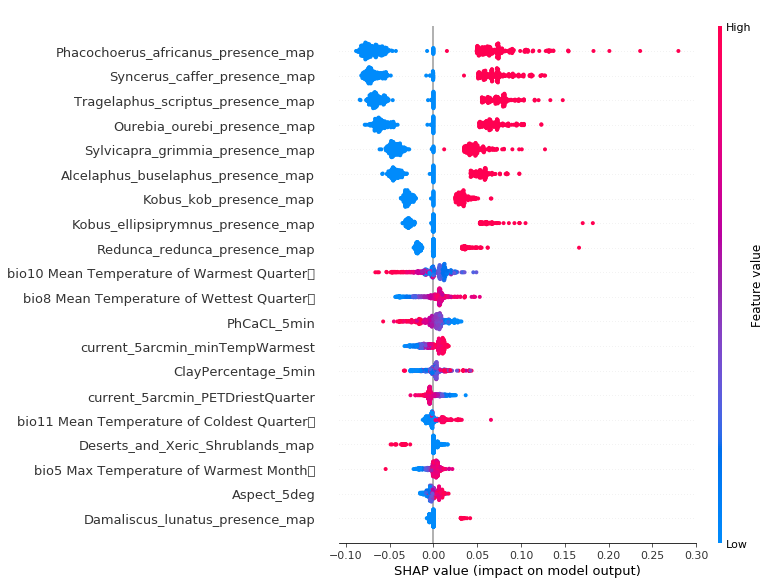 High
Phacochoerus_africanus_presence_map
Syncerus_caffer_presence_map
Tragelaphus_scriptus_presence_map
Ourebia_ourebi_presence_map
Sylvicapra_grimmia_presence_map
Alcelaphus_buselaphus_presence_map
Kobus_kob_presence_map
Kobus_ellipsiprymnus_presence_map
Redunca_redunca_presence_map
bio10 Mean Temperature of Warmest Quarter▯
bio8 Mean Temperature of Wettest Quarter▯
PhCaCL_5min
current_5arcmin_minTempWarmest
ClayPercentage_5min
current_5arcmin_PETDriestQuarter
bio11 Mean Temperature of Coldest Quarter▯
Deserts_and_Xeric_Shrublands_map
bio5 Max Temperature of Warmest Month▯
Aspect_5deg
Damaliscus_lunatus_presence_map
Feature value
Low
−0.10 −0.05 0.00 0.05 0.10 0.15 0.20 0.25 0.30
SHAP value (impact on model output)